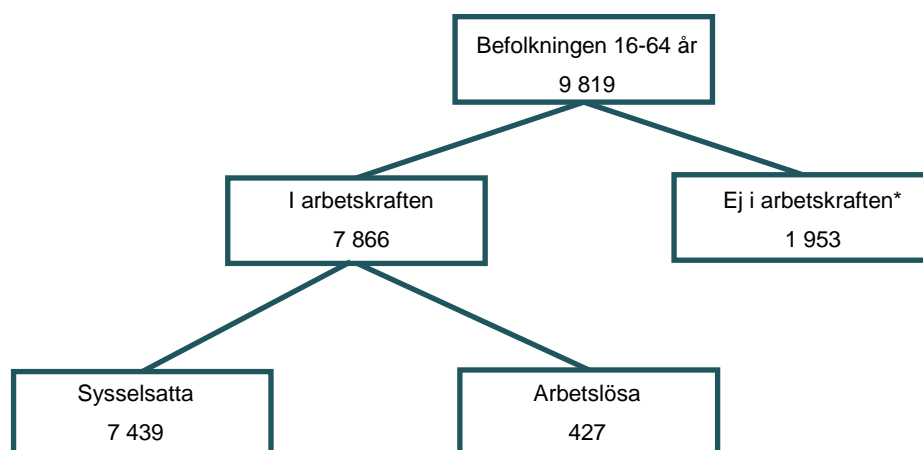 Befolkningen 16-64 år
9 819
I arbetskraften
7 866
Ej i arbetskraften*
1 953
Sysselsatta
7 439
Arbetslösa
427